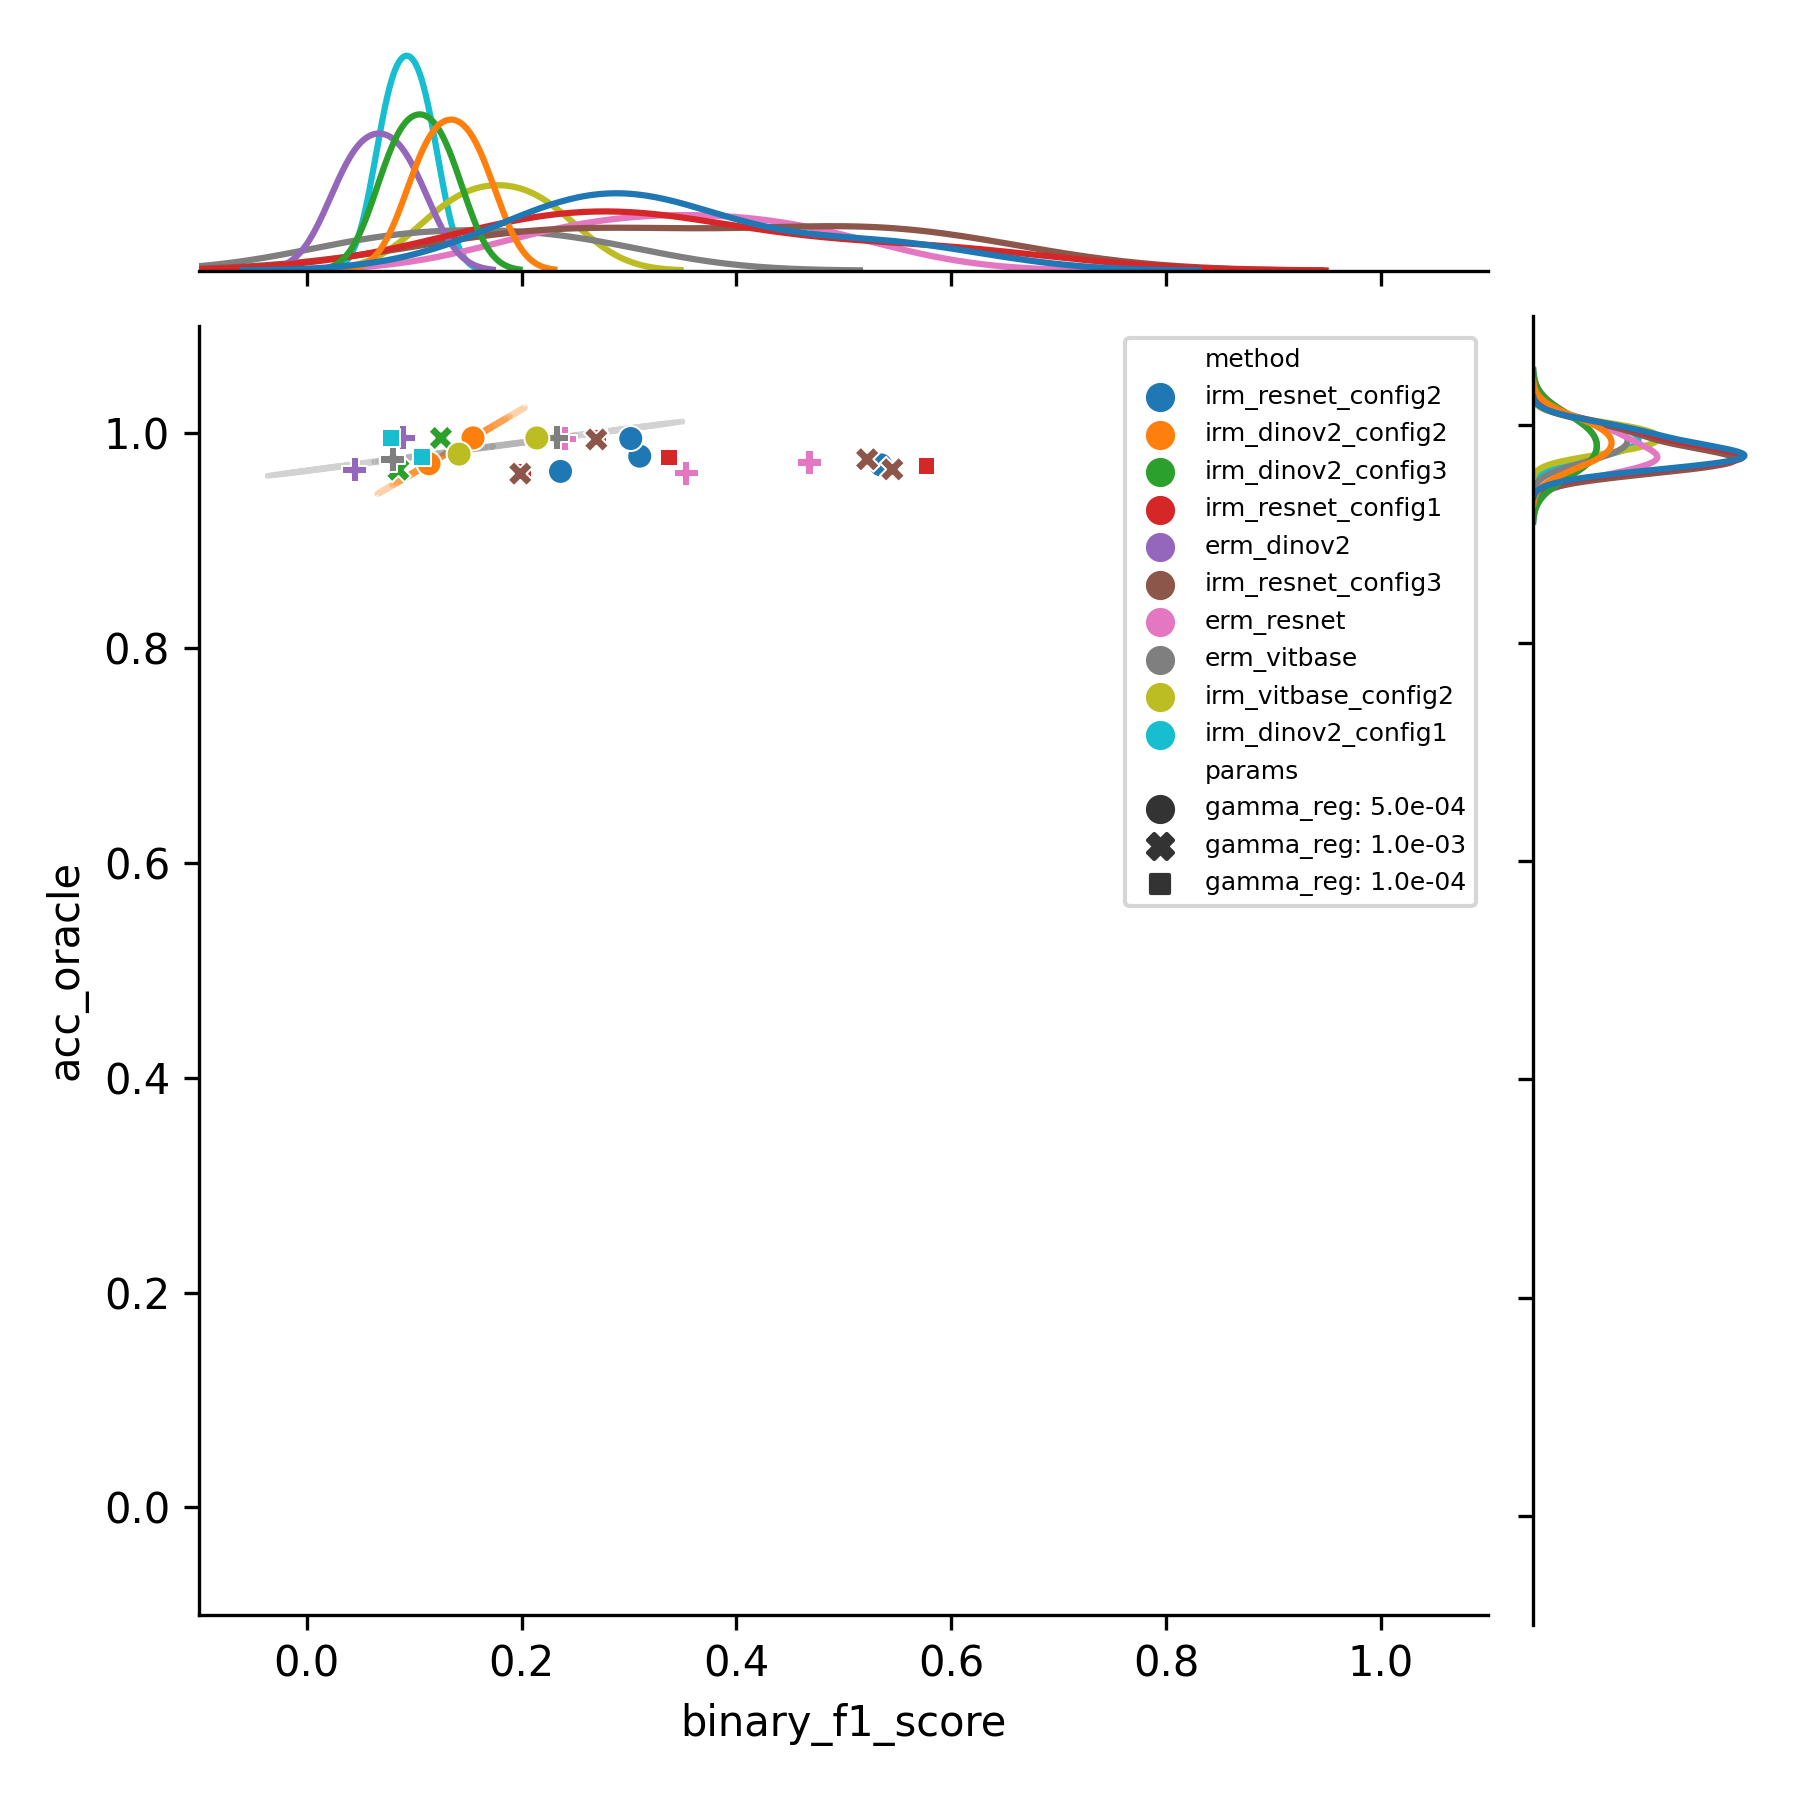 method
irm_resnet_config2
irm_dinov2_config2
irm_dinov2_config3
irm_resnet_config1
erm_dinov2
irm_resnet_config3
erm_resnet
erm_vitbase
irm_vitbase_config2
irm_dinov2_config1
params
gamma_reg: 5.0e-04
gamma_reg: 1.0e-03
gamma_reg: 1.0e-04
1.0
0.8
0.6
0.4
0.2
0.0
acc_oracle
0.0 0.2 0.4 0.6 0.8 1.0
binary_f1_score